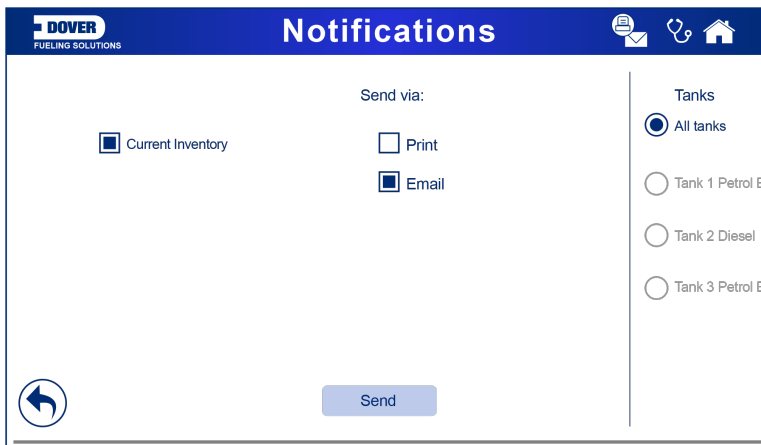 DOVER
FUELING SOLUTIONS
Notifications
Send via:
Current Inventory
Print
Email
Send
Tanks
All tanks
Tank 1 Petrol
Tank 2 Diesel
Tank 3 Petrol